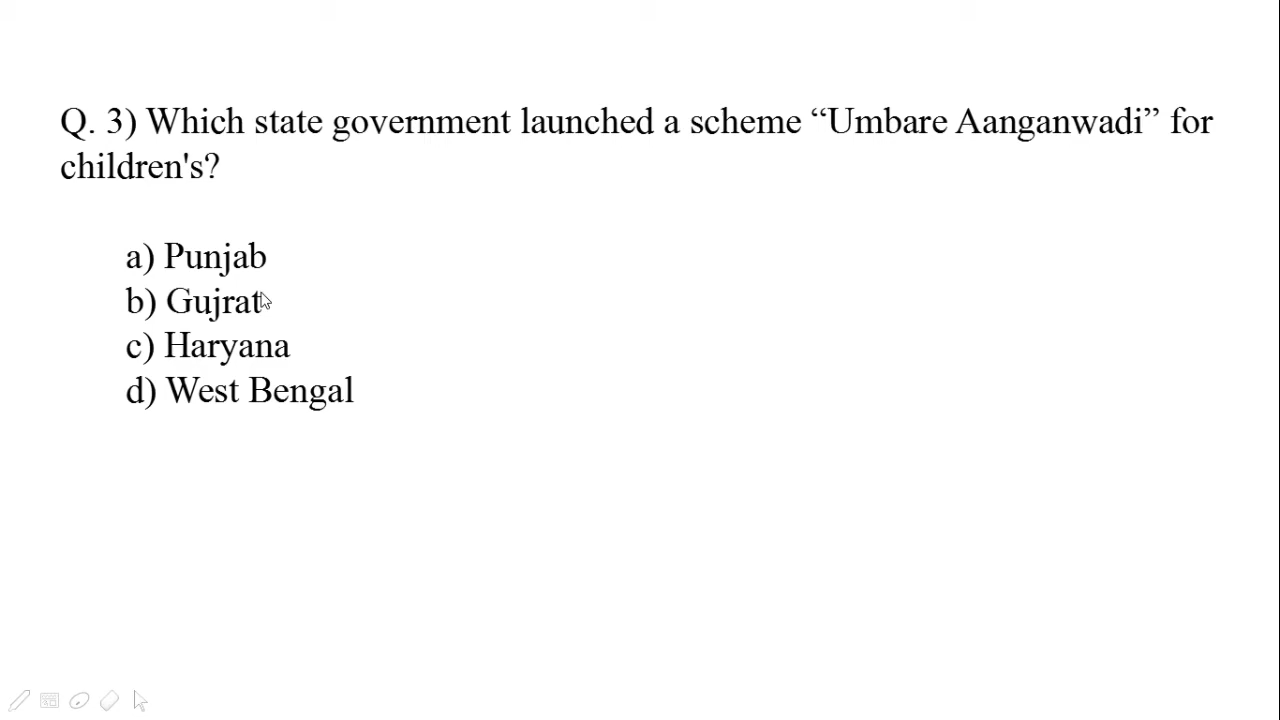 Q. 3) Which state government launched a scheme “Umbare Aanganwadi” for
children's?
a) Punjab
b) Gujrat
c) Haryana
d) West Bengal